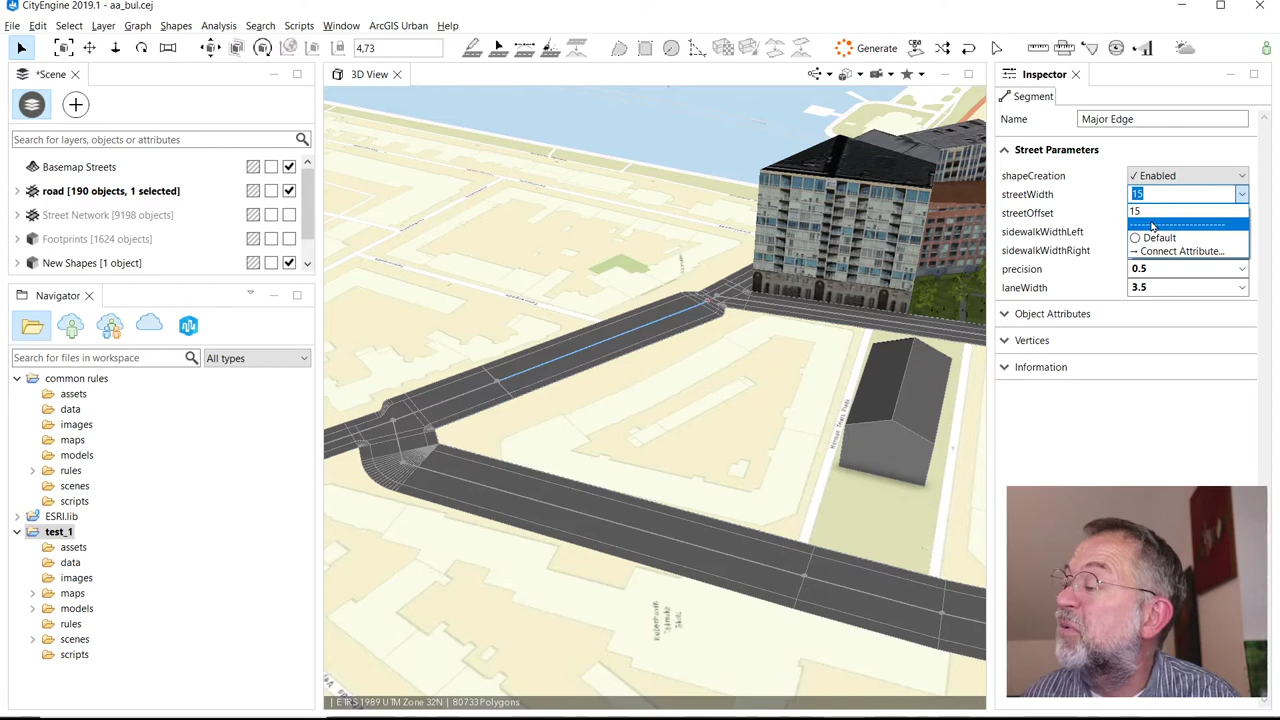 CityEngine 2019.1 - aa_bul.cej
File Edit Select Layer Graph Shapes Analysis Search Scripts Window ArcGIS Urban Help
4,73
Generate
*Scene
Search for layers, objects or attributes
Basemap Streets
road [190 objects, 1 selected]
Street Network [9198 objects]
Footprints [1624 objects]
New Shapes [1 object]
Navigator
Search for files in workspace
All types
common rules
assets
data
images
maps
models
rules
scenes
scripts
ESRI.lib
test_1
assets
data
images
maps
models
rules
scenes
scripts
3D View
ETRS 1989 UTM Zone 32N | 80733 Polygons
Inspector
Segment
Name Major Edge
Street Parameters
shapeCreation ✓ Enabled
streetWidth 15
15
streetOffset
Default
sidewalkWidthLeft
Connect Attribute...
sidewalkWidthRight
precision 0.5
laneWidth 3.5
Object Attributes
Vertices
Information